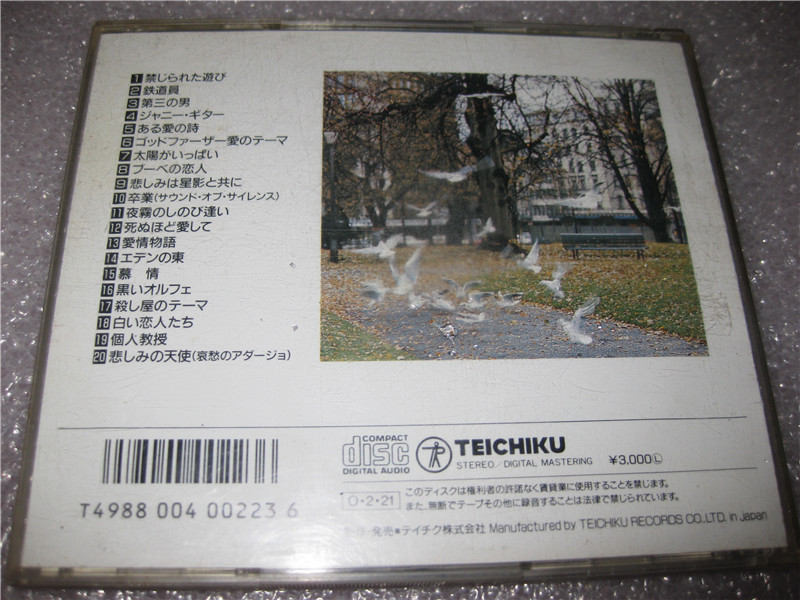 1 禁じられた遊び
2 鉄道員
3 第三の男
4 ジャニー・ギター
5 ある愛の詩
6 ゴッドファーザー愛のテーマ
7 太陽がいっぱい
8 ブーベの恋人
9 悲しみは星影と共に
10 卒業(サウンド・オブ・サイレンス)
11 夜霧のしのび逢い
12 死ぬほど愛して
13 愛情物語
14 エデンの東
15 慕 情
16 黒いオルフェ
17 殺し屋のテーマ
18 白い恋人たち
19 個人教授
20 悲しみの天使(哀愁のアダージョ)
COMPACT
disc
DIGITAL AUDIO
TEICHIKU
STEREO/DIGITAL MASTERING ¥3,000Ⓛ
T4988 004 00223 6
O・2・21
このディスクは権利者の許諾なく賃貸業に使用することを禁じます。
また、無断でテープその他に録音することは法律で禁じられています。
発売■テイチク株式会社 Manufactured by TEICHIKU RECORDS CO.,LTD. in Japan